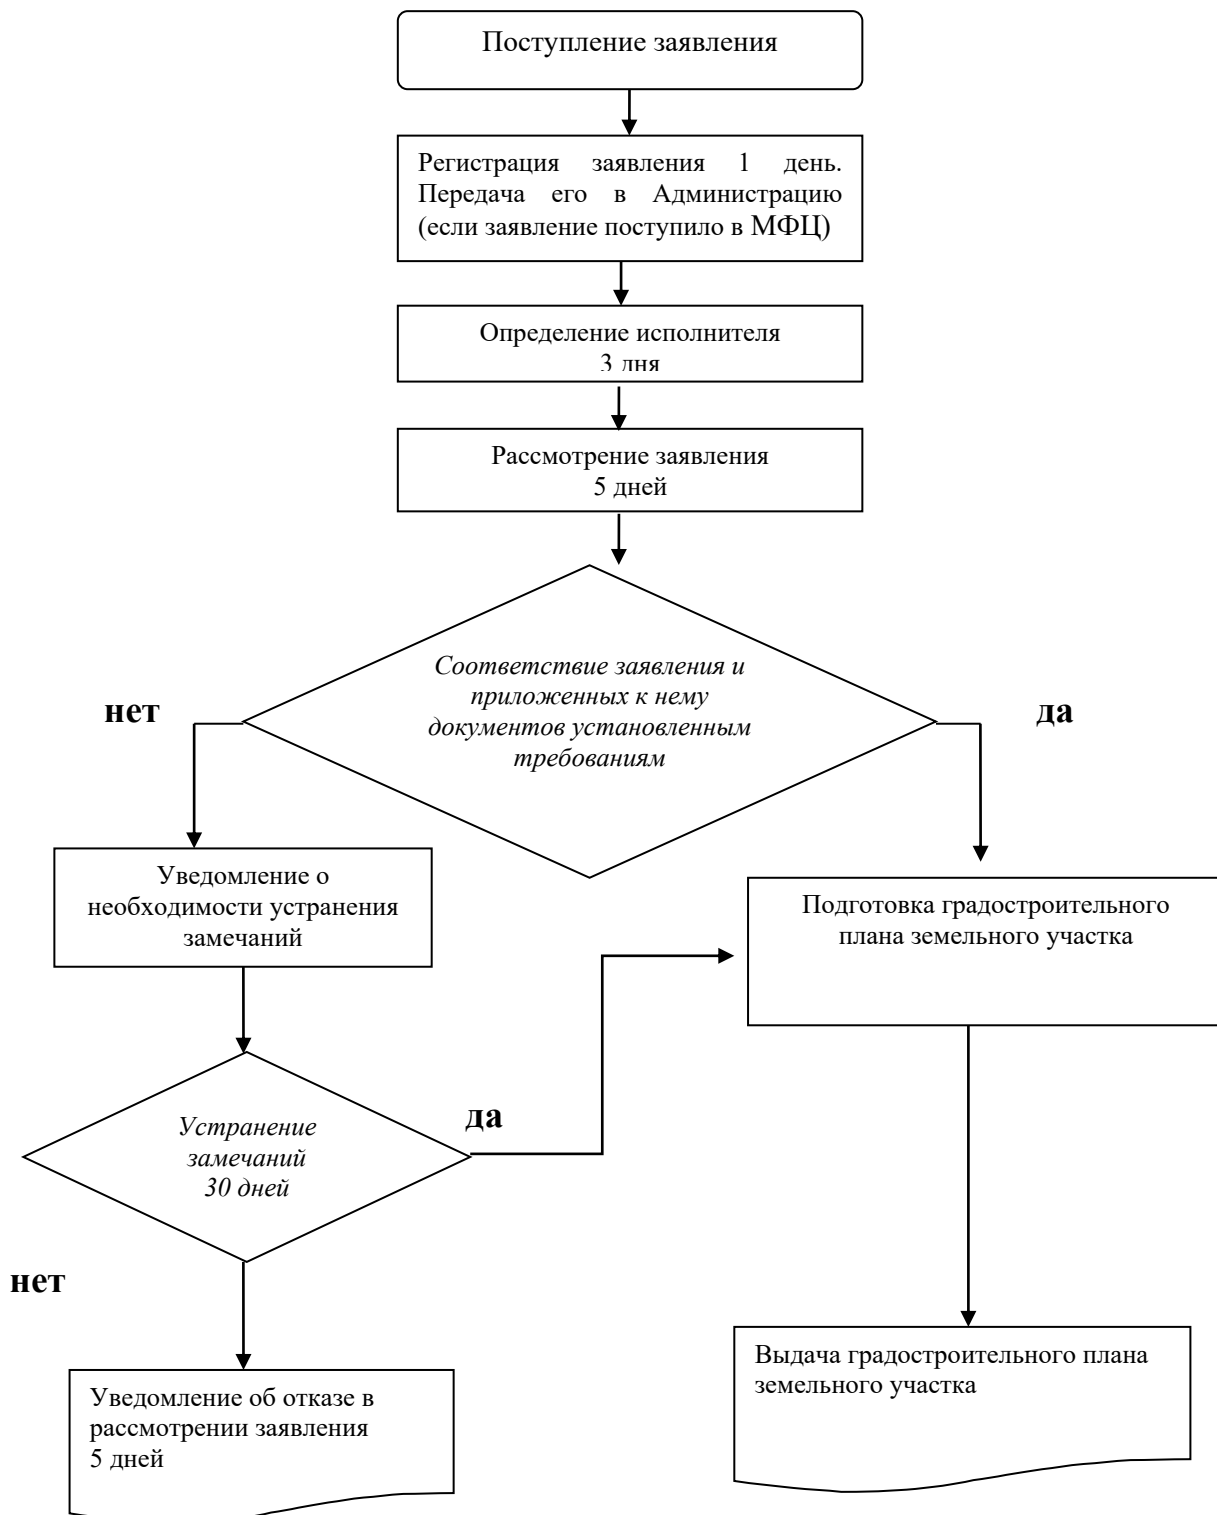 Поступление заявления
Регистрация заявления 1 день.
Передача его в Администрацию
(если заявление поступило в МФЦ)
Определение исполнителя
3 дня
Рассмотрение заявления
5 дней
Соответствие заявления и
приложенных к нему
документов установленным
требованиям
нет
да
Уведомление о
необходимости устранения
замечаний
Подготовка градостроительного
плана земельного участка
Устранение
замечаний
30 дней
да
нет
Уведомление об отказе в
рассмотрении заявления
5 дней
Выдача градостроительного плана
земельного участка